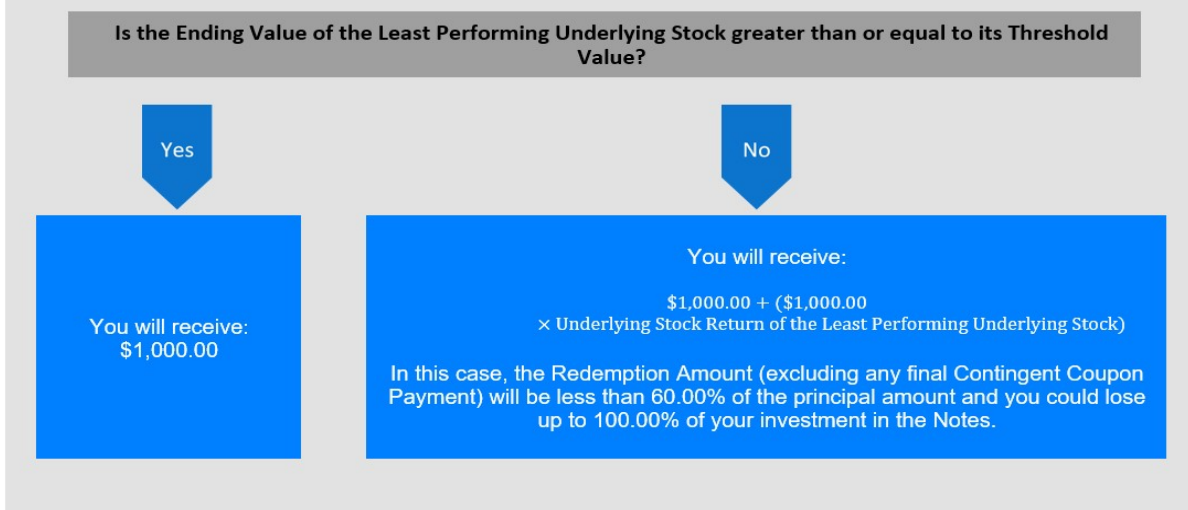 Is the Ending Value of the Least Performing Underlying Stock greater than or equal to its Threshold
Value?
Yes
No
You will receive:
$1,000.00
You will receive:
$1,000.00 + ($1,000.00
× Underlying Stock Return of the Least Performing Underlying Stock)
In this case, the Redemption Amount (excluding any final Contingent Coupon
Payment) will be less than 60.00% of the principal amount and you could lose
up to 100.00% of your investment in the Notes.